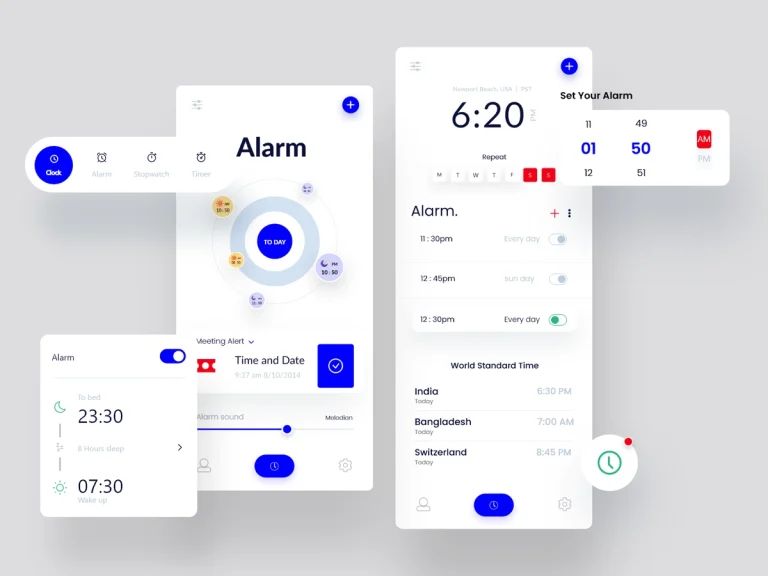 Clock
Alarm
Stopwatch
Timer
Alarm
10:50
TO DAY
PM
10:50
Meeting Alert
Time and Date
9:37 am 8/10/2014
Alarm sound
Melodion
Alarm
To bed
23:30
8 Hours sleep
07:30
Wake up
Newport Beach, USA | PST
6:20 PM
Repeat
M T W T F S S
Alarm.
11:30pm Every day
12:45pm sun day
12:30pm Every day
World Standard Time
India 6:30 PM
Today
Bangladesh 7:00 AM
Today
Switzerland 8:45 PM
Today
Set Your Alarm
11 49
01 50 AM
PM
12 51